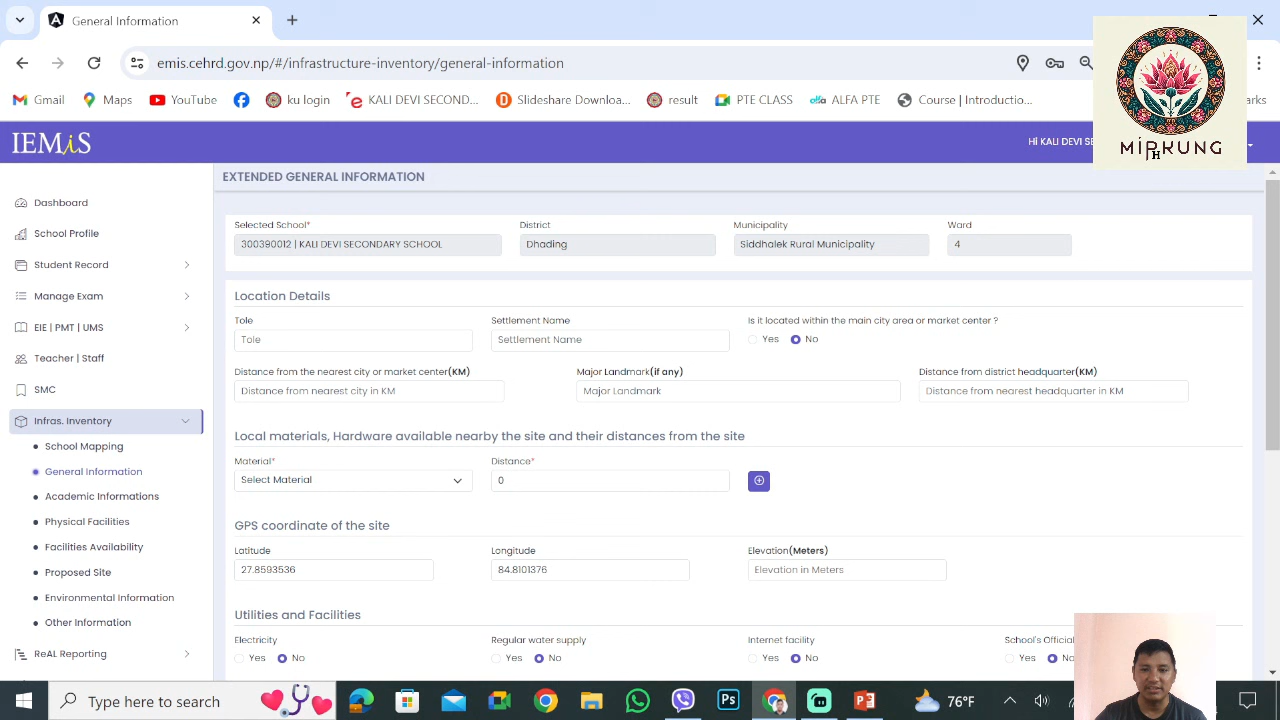 General Information
emis.cehrd.gov.np/#/infrastructure-inventory/general-information
Gmail Maps YouTube ku login KALI DEVI SECOND... Slideshare Downloa... result PTE CLASS ALFA PTE Course | Introductio...
MIRKUNG
H
IEMiS
Hi KALI DEVI SE
EXTENDED GENERAL INFORMATION
Dashboard
School Profile
Student Record
Manage Exam
EIE | PMT | UMS
Teacher | Staff
SMC
Infras. Inventory
School Mapping
General Information
Academic Informations
Physical Facilities
Facilities Availability
Proposed Site
Environmental Information
Other Information
ReAL Reporting
Selected School* District Municipality Ward
300390012 | KALI DEVI SECONDARY SCHOOL Dhading Siddhalek Rural Municipality 4
Location Details
Tole Settlement Name Is it located within the main city area or market center ?
Tole Settlement Name Yes No
Distance from the nearest city or market center(KM) Major Landmark(if any) Distance from district headquarter(KM)
Distance from nearest city in KM Major Landmark Distance from nearest headquarter in KM
Local materials, Hardware available nearby the site and their distances from the site
Material* Distance*
Select Material 0
GPS coordinate of the site
Latitude Longitude Elevation(Meters)
27.8593536 84.8101376 Elevation in Meters
Utilities and Facilities
Electricity Regular water supply Internet facility School's Official
Yes No Yes No Yes No Yes No
Type here to search
76°F